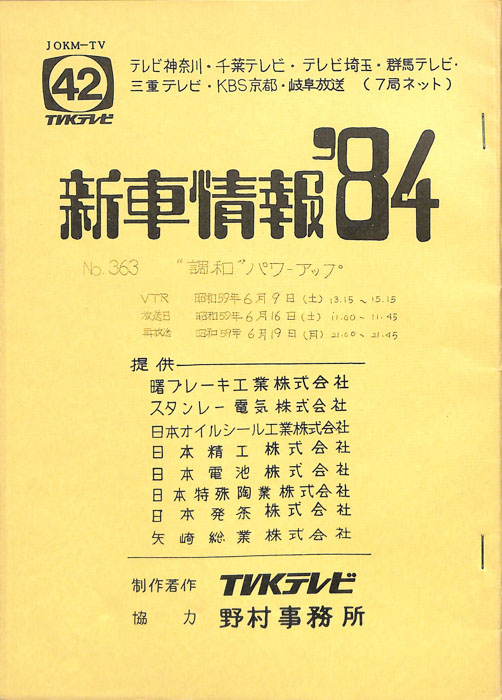 JOKM-TV
42
TVKテレビ
テレビ神奈川・千葉テレビ・テレビ埼玉・群馬テレビ・
三重テレビ・KBS京都・岐阜放送 (7局ネット)
新車情報'84
No.363 "調和"パワーアップ
VTR 昭和59年6月9日(土)13.15~15.15
放送日 昭和59年6月16日(土)11.00~11.45
再放送 昭和59年6月19日(月)21.00~21.45
提供
曙ブレーキ工業株式会社
スタンレー電気株式会社
日本オイルシール工業株式会社
日本精工株式会社
日本電池株式会社
日本特殊陶業株式会社
日本発条株式会社
矢崎総業株式会社
制作著作 TVKテレビ
協力 野村事務所